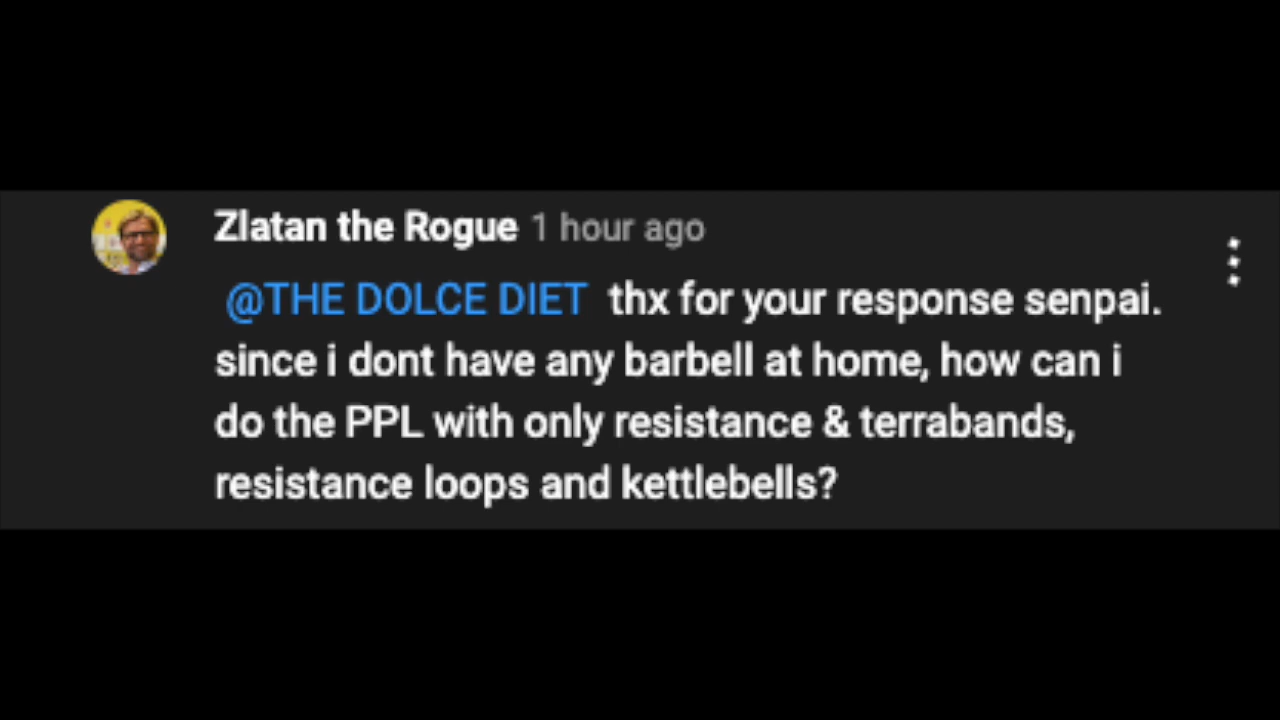 Zlatan the Rogue 1 hour ago
@THE DOLCE DIET thx for your response senpai.
since i dont have any barbell at home, how can i
do the PPL with only resistance & terrabands,
resistance loops and kettlebells?